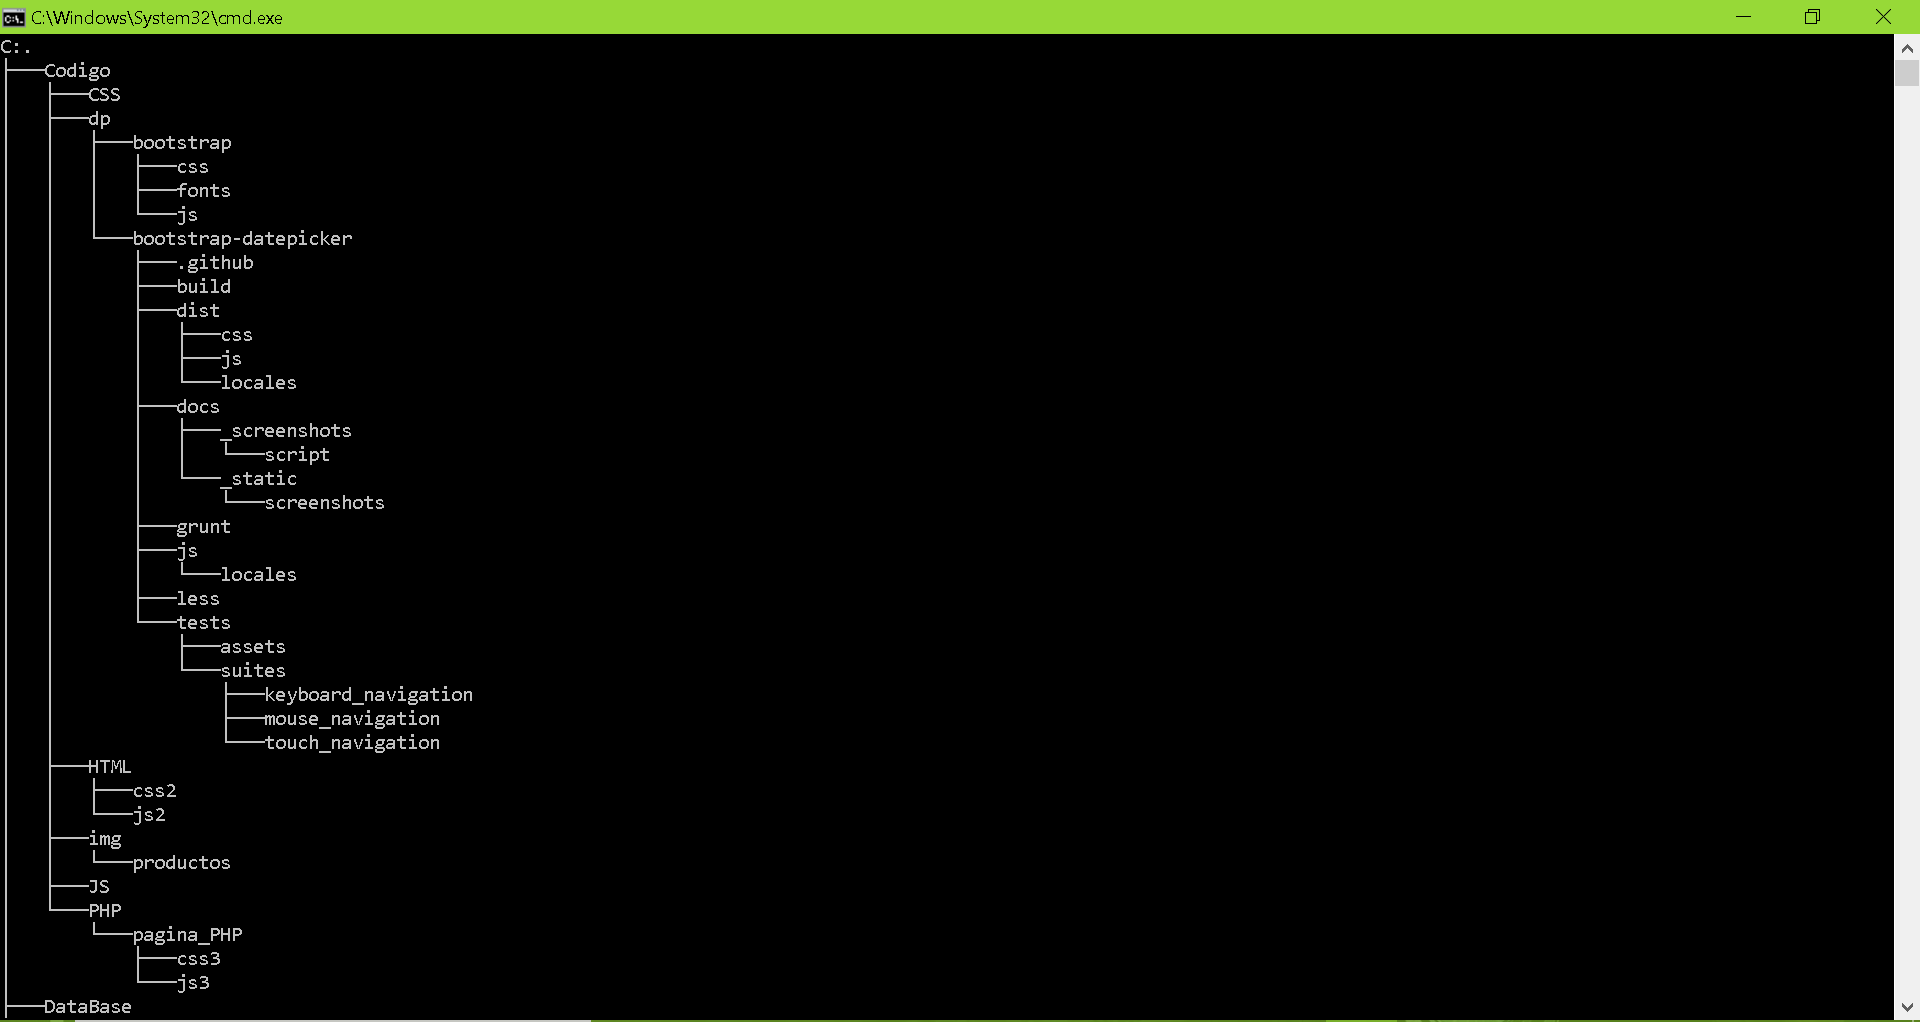 C:\Windows\System32\cmd.exe
C:.
├───Codigo
│   ├───CSS
│   ├───dp
│   │   ├───bootstrap
│   │   │   ├───css
│   │   │   ├───fonts
│   │   │   └───js
│   │   └───bootstrap-datepicker
│   │       ├───.github
│   │       ├───build
│   │       ├───dist
│   │       │   ├───css
│   │       │   ├───js
│   │       │   └───locales
│   │       ├───docs
│   │       │   ├───_screenshots
│   │       │   │   └───script
│   │       │   └───_static
│   │       │       └───screenshots
│   │       ├───grunt
│   │       ├───js
│   │       │   └───locales
│   │       ├───less
│   │       └───tests
│   │           ├───assets
│   │           └───suites
│   │               ├───keyboard_navigation
│   │               ├───mouse_navigation
│   │               └───touch_navigation
│   ├───HTML
│   │   ├───css2
│   │   └───js2
│   ├───img
│   │   └───productos
│   ├───JS
│   └───PHP
│       └───pagina_PHP
│           ├───css3
│           └───js3
├───DataBase